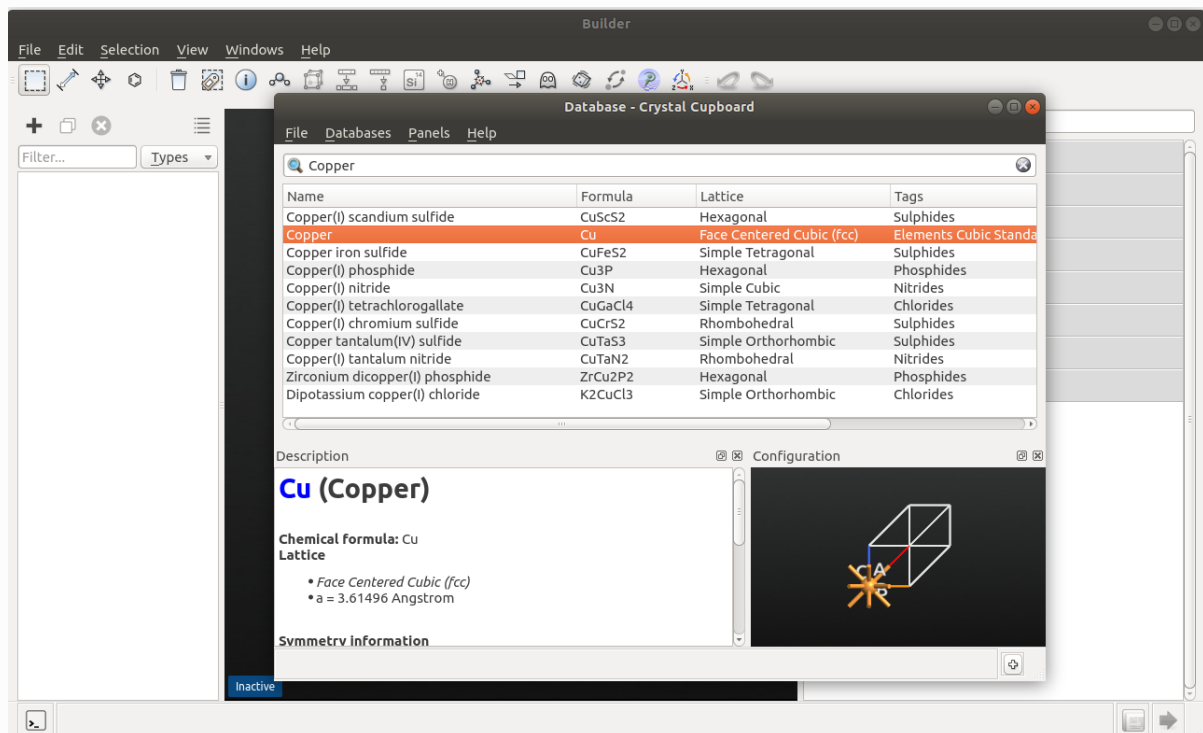 Builder
File Edit Selection View Windows Help
Si 14
Database - Crystal Cupboard
File Databases Panels Help
Filter... Types
Copper
Name Formula Lattice Tags
Copper(I) scandium sulfide CuScS2 Hexagonal Sulphides
Copper Cu Face Centered Cubic (fcc) Elements Cubic Standa
Copper iron sulfide CuFeS2 Simple Tetragonal Sulphides
Copper(I) phosphide Cu3P Hexagonal Phosphides
Copper(I) nitride Cu3N Simple Cubic Nitrides
Copper(I) tetrachlorogallate CuGaCl4 Simple Tetragonal Chlorides
Copper(I) chromium sulfide CuCrS2 Rhombohedral Sulphides
Copper tantalum(IV) sulfide CuTaS3 Simple Orthorhombic Sulphides
Copper(I) tantalum nitride CuTaN2 Rhombohedral Nitrides
Zirconium dicopper(I) phosphide ZrCu2P2 Hexagonal Phosphides
Dipotassium copper(I) chloride K2CuCl3 Simple Orthorhombic Chlorides
Description Configuration
Cu (Copper)
Chemical formula: Cu
Lattice
• Face Centered Cubic (fcc)
• a = 3.61496 Angstrom
Symmetry information
C A
Inactive